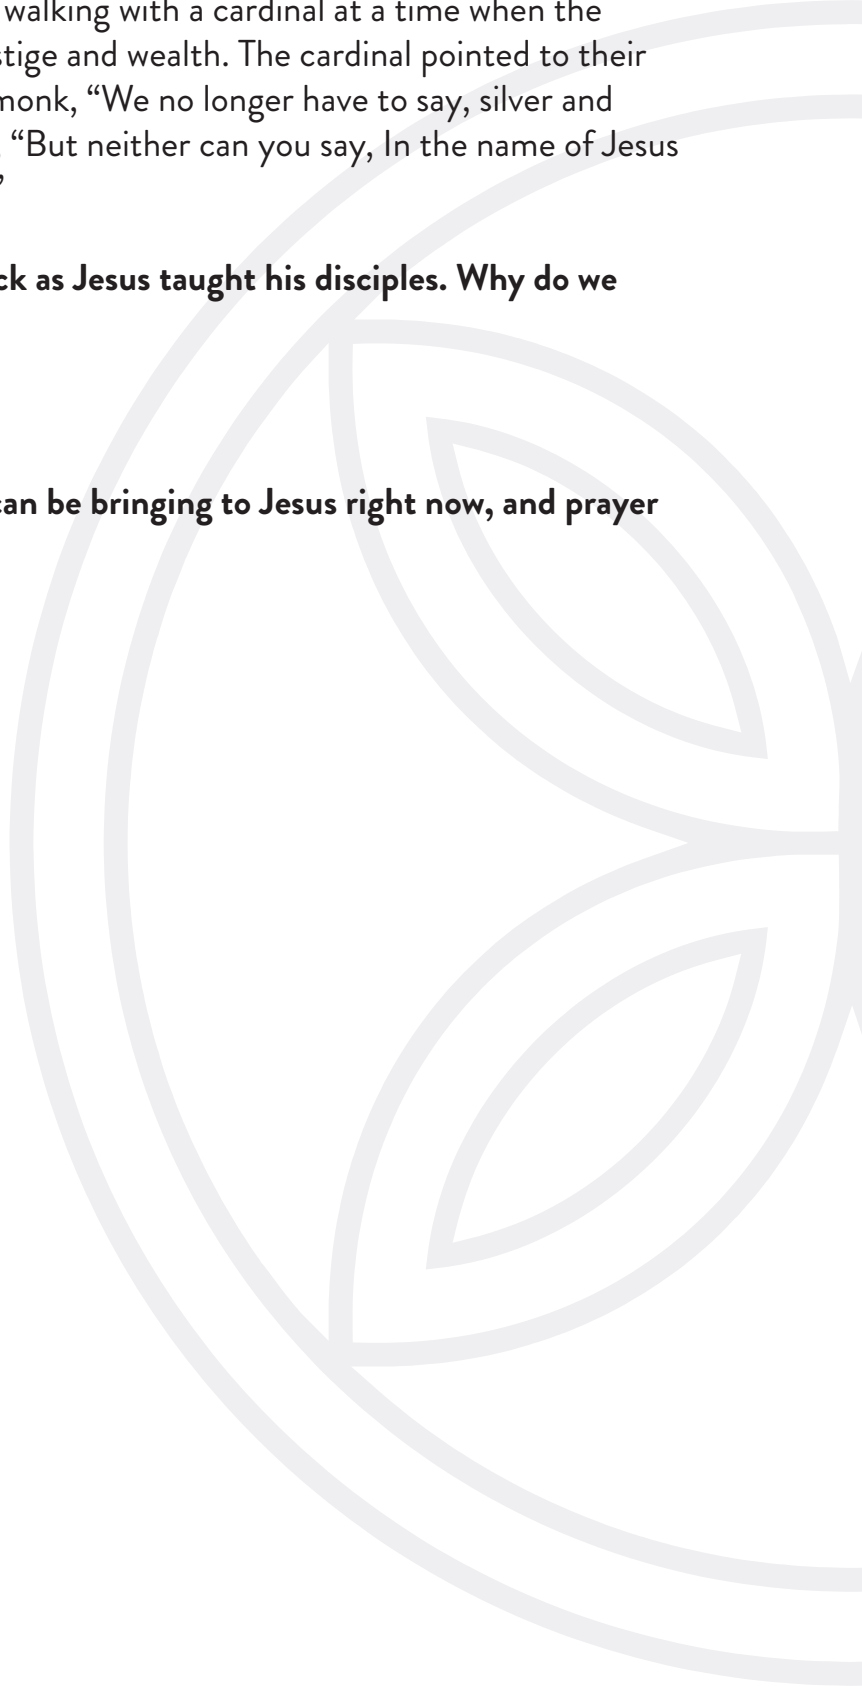 walking with a cardinal at a time when the
stige and wealth. The cardinal pointed to their
monk, “We no longer have to say, silver and
“But neither can you say, In the name of Jesus
”
ck as Jesus taught his disciples. Why do we
can be bringing to Jesus right now, and prayer